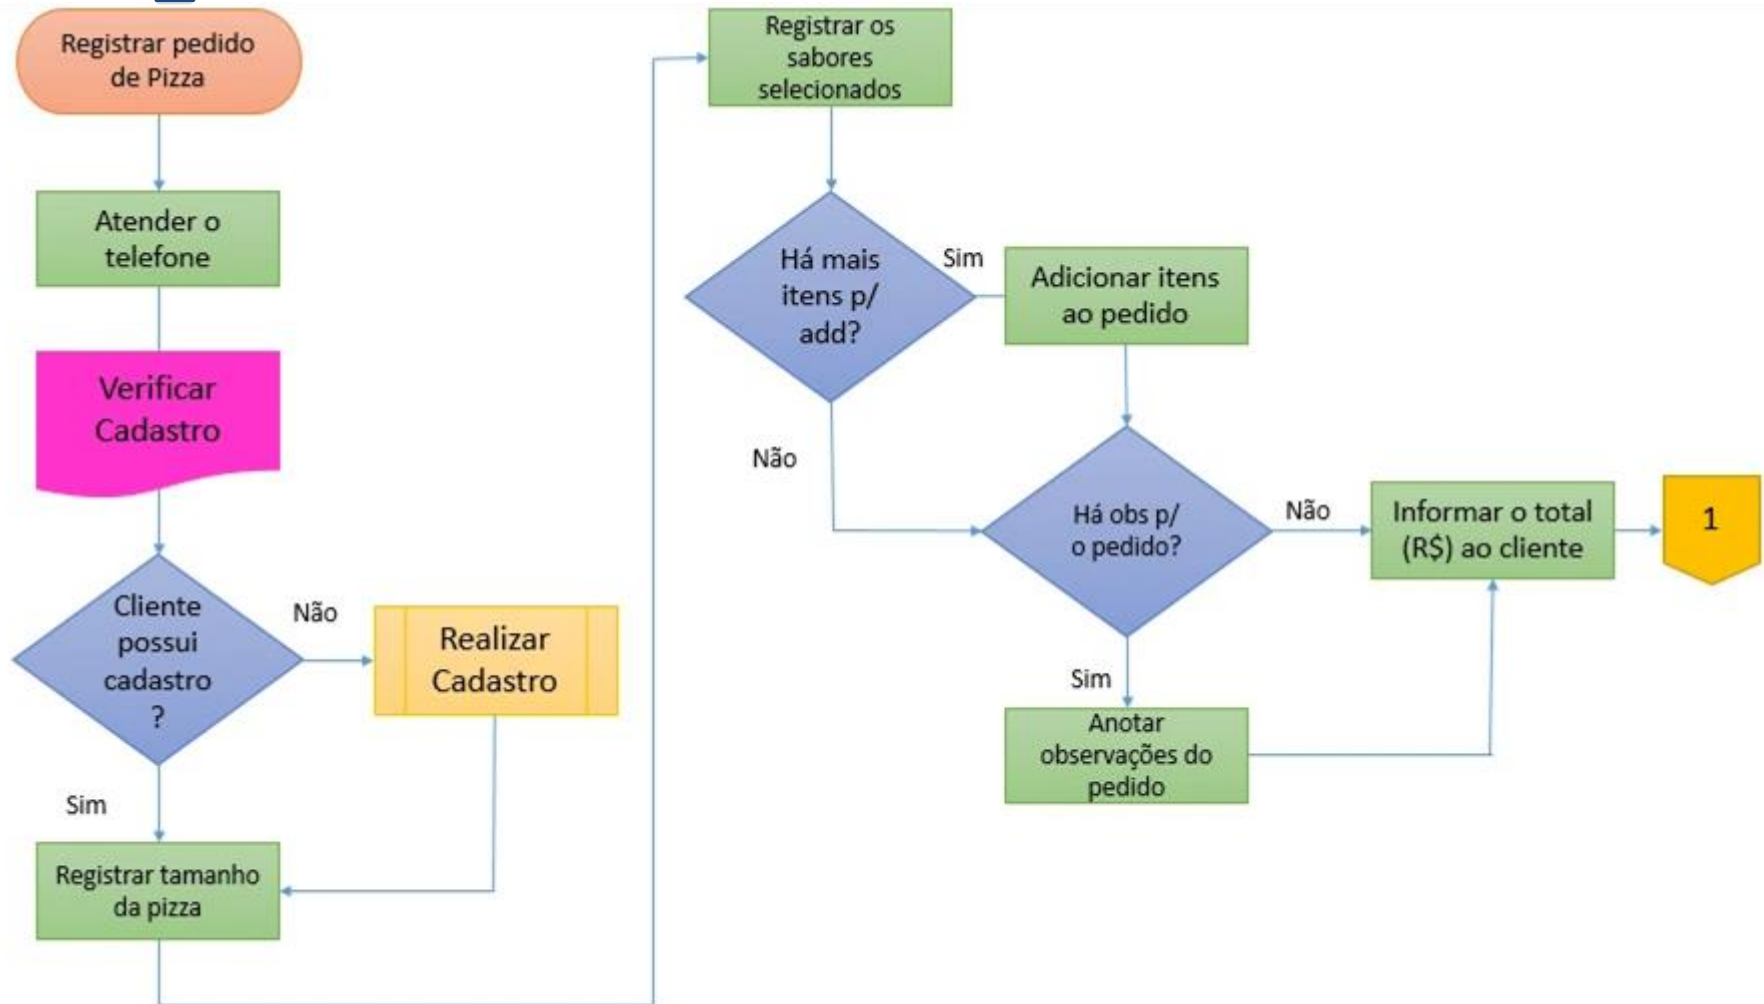 Registrar pedido
de Pizza
Atender o
telefone
Verificar
Cadastro
Cliente
possui
cadastro
?
Não
Realizar
Cadastro
Sim
Registrar tamanho
da pizza
Registrar os
sabores
selecionados
Há mais
itens p/
add?
Sim
Adicionar itens
ao pedido
Não
Há obs p/
o pedido?
Não
Informar o total
(R$) ao cliente
1
Sim
Anotar
observações do
pedido